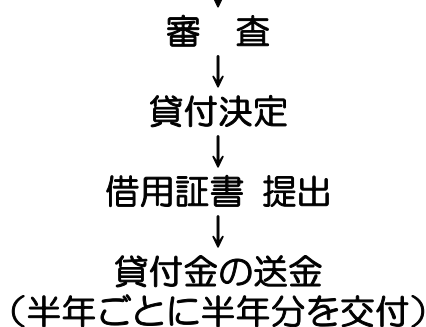 審　査
貸付決定
借用証書 提出
貸付金の送金
（半年ごとに半年分を交付）